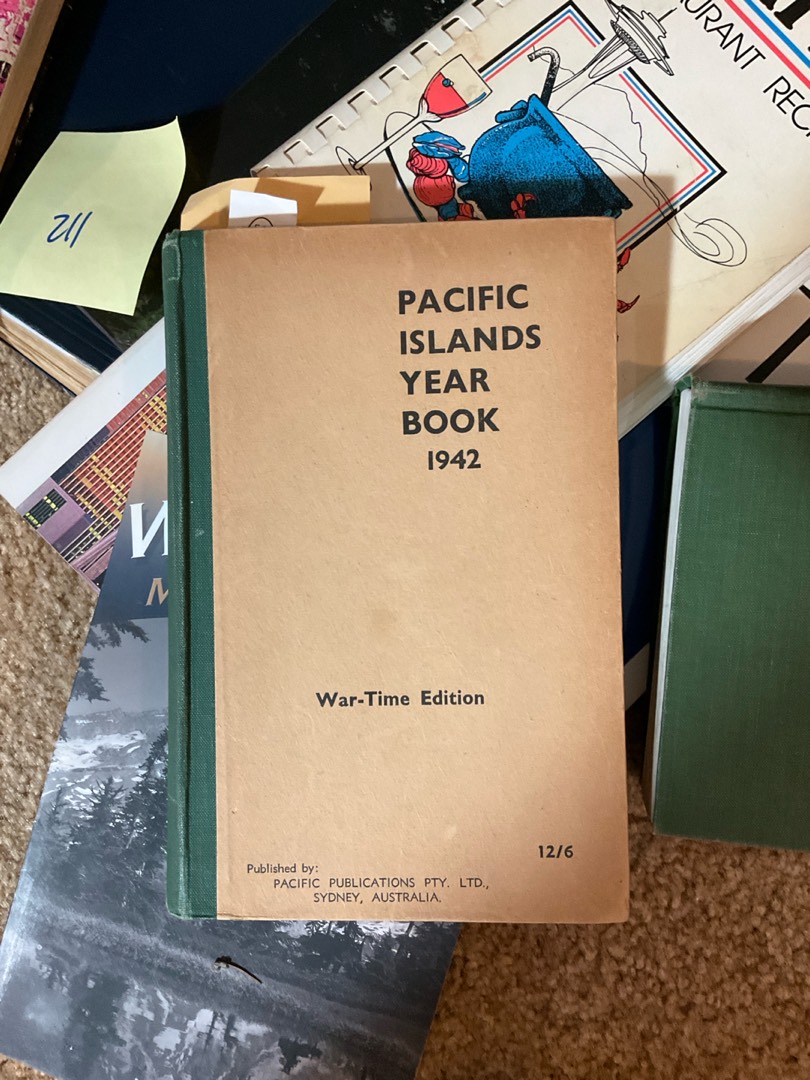 URANT REC
112
PACIFIC
ISLANDS
YEAR
BOOK
1942
War-Time Edition
12/6
Published by:
PACIFIC PUBLICATIONS PTY. LTD.,
SYDNEY, AUSTRALIA.